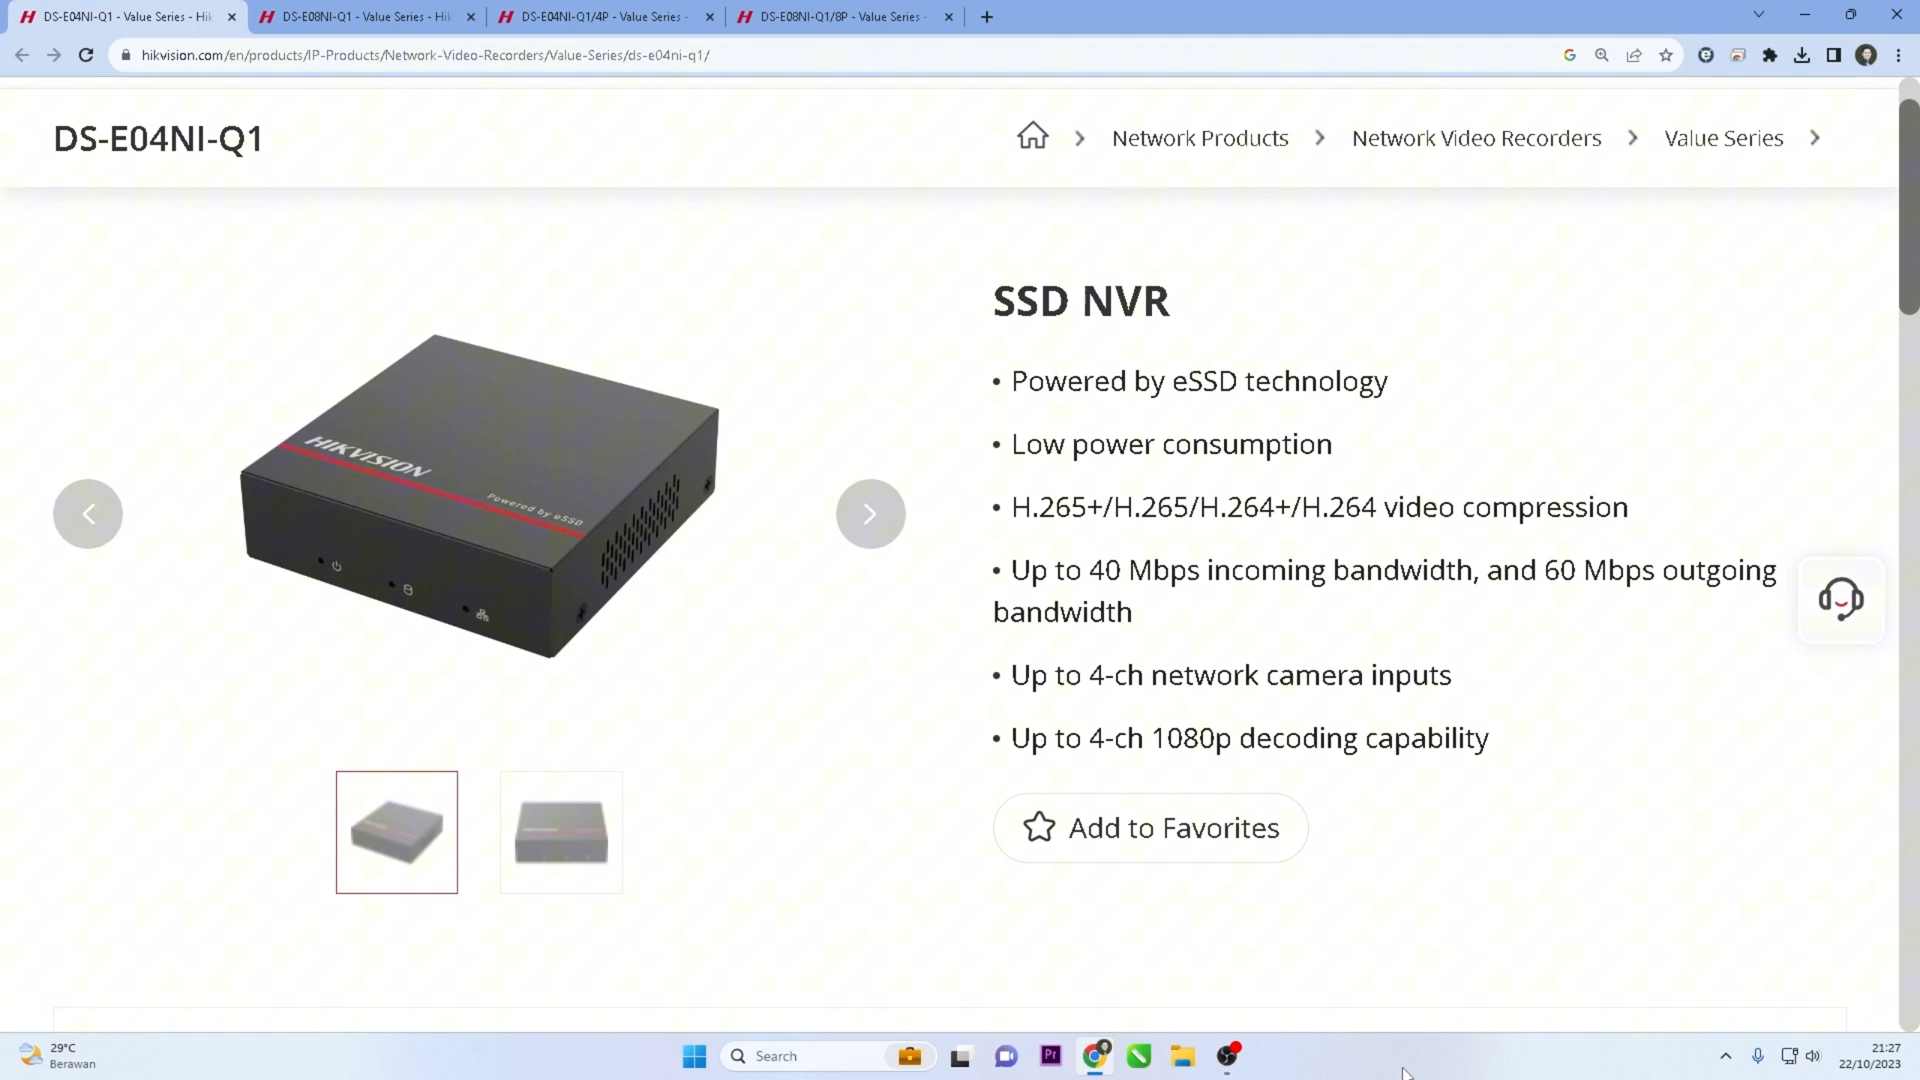 DS-E04NI-Q1 - Value Series - Hik
DS-E08NI-Q1 - Value Series - Hik
DS-E04NI-Q1/4P - Value Series -
DS-E08NI-Q1/8P - Value Series -
hikvision.com/en/products/IP-Products/Network-Video-Recorders/Value-Series/ds-e04ni-q1/
DS-E04NI-Q1
Network Products
Network Video Recorders
Value Series
HIKVISION
Powered by eSSD
SSD NVR
• Powered by eSSD technology
• Low power consumption
• H.265+/H.265/H.264+/H.264 video compression
• Up to 40 Mbps incoming bandwidth, and 60 Mbps outgoing
bandwidth
• Up to 4-ch network camera inputs
• Up to 4-ch 1080p decoding capability
Add to Favorites
29°C
Berawan
Search
Pr
21:27
22/10/2023